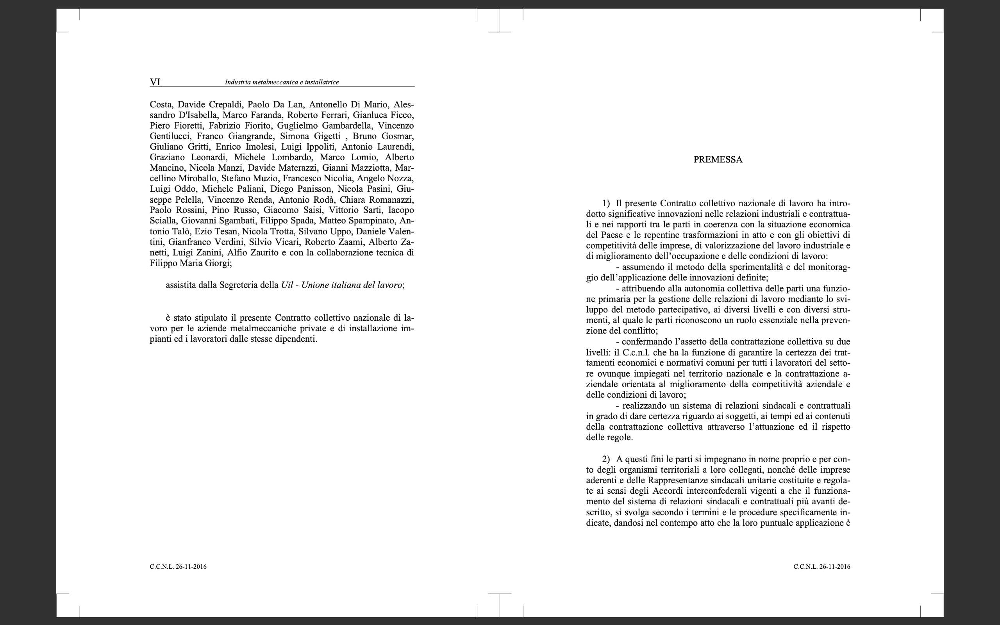 VI Industria metalmeccanica e installatrice
Costa, Davide Crepaldi, Paolo Da Lan, Antonello Di Mario, Ales-
sandro D'Isabella, Marco Faranda, Roberto Ferrari, Gianluca Ficco,
Piero Fioretti, Fabrizio Fiorito, Guglielmo Gambardella, Vincenzo
Gentilucci, Franco Giangrande, Simona Gigetti , Bruno Gosmar,
Giuliano Gritti, Enrico Imolesi, Luigi Ippoliti, Antonio Laurendi,
Graziano Leonardi, Michele Lombardo, Marco Lomio, Alberto
Mancino, Nicola Manzi, Davide Materazzi, Gianni Mazziotta, Mar-
cellino Miroballo, Stefano Muzio, Francesco Nicolia, Angelo Nozza,
Luigi Oddo, Michele Paliani, Diego Panisson, Nicola Pasini, Giu-
seppe Pelella, Vincenzo Renda, Antonio Rodà, Chiara Romanazzi,
Paolo Rossini, Pino Russo, Giacomo Saisi, Vittorio Sarti, Iacopo
Scialla, Giovanni Sgambati, Filippo Spada, Matteo Spampinato, An-
tonio Talò, Ezio Tesan, Nicola Trotta, Silvano Uppo, Daniele Valen-
tini, Gianfranco Verdini, Silvio Vicari, Roberto Zaami, Alberto Za-
netti, Luigi Zanini, Alfio Zaurito e con la collaborazione tecnica di
Filippo Maria Giorgi;
assistita dalla Segreteria della Uil - Unione italiana del lavoro;
è stato stipulato il presente Contratto collettivo nazionale di la-
voro per le aziende metalmeccaniche private e di installazione im-
pianti ed i lavoratori dalle stesse dipendenti.
C.C.N.L. 26-11-2016
PREMESSA
1) Il presente Contratto collettivo nazionale di lavoro ha intro-
dotto significative innovazioni nelle relazioni industriali e contrattua-
li e nei rapporti tra le parti in coerenza con la situazione economica
del Paese e le repentine trasformazioni in atto e con gli obiettivi di
competitività delle imprese, di valorizzazione del lavoro industriale e
di miglioramento dell’occupazione e delle condizioni di lavoro:
- assumendo il metodo della sperimentalità e del monitorag-
gio dell’applicazione delle innovazioni definite;
- attribuendo alla autonomia collettiva delle parti una funzio-
ne primaria per la gestione delle relazioni di lavoro mediante lo svi-
luppo del metodo partecipativo, ai diversi livelli e con diversi stru-
menti, al quale le parti riconoscono un ruolo essenziale nella preven-
zione del conflitto;
- confermando l’assetto della contrattazione collettiva su due
livelli: il C.c.n.l. che ha la funzione di garantire la certezza dei trat-
tamenti economici e normativi comuni per tutti i lavoratori del setto-
re ovunque impiegati nel territorio nazionale e la contrattazione a-
ziendale orientata al miglioramento della competitività aziendale e
delle condizioni di lavoro;
- realizzando un sistema di relazioni sindacali e contrattuali
in grado di dare certezza riguardo ai soggetti, ai tempi ed ai contenuti
della contrattazione collettiva attraverso l’attuazione ed il rispetto
delle regole.
2) A questi fini le parti si impegnano in nome proprio e per con-
to degli organismi territoriali a loro collegati, nonché delle imprese
aderenti e delle Rappresentanze sindacali unitarie costituite e regola-
te ai sensi degli Accordi interconfederali vigenti a che il funziona-
mento del sistema di relazioni sindacali e contrattuali più avanti de-
scritto, si svolga secondo i termini e le procedure specificamente in-
dicate, dandosi nel contempo atto che la loro puntuale applicazione è
C.C.N.L. 26-11-2016